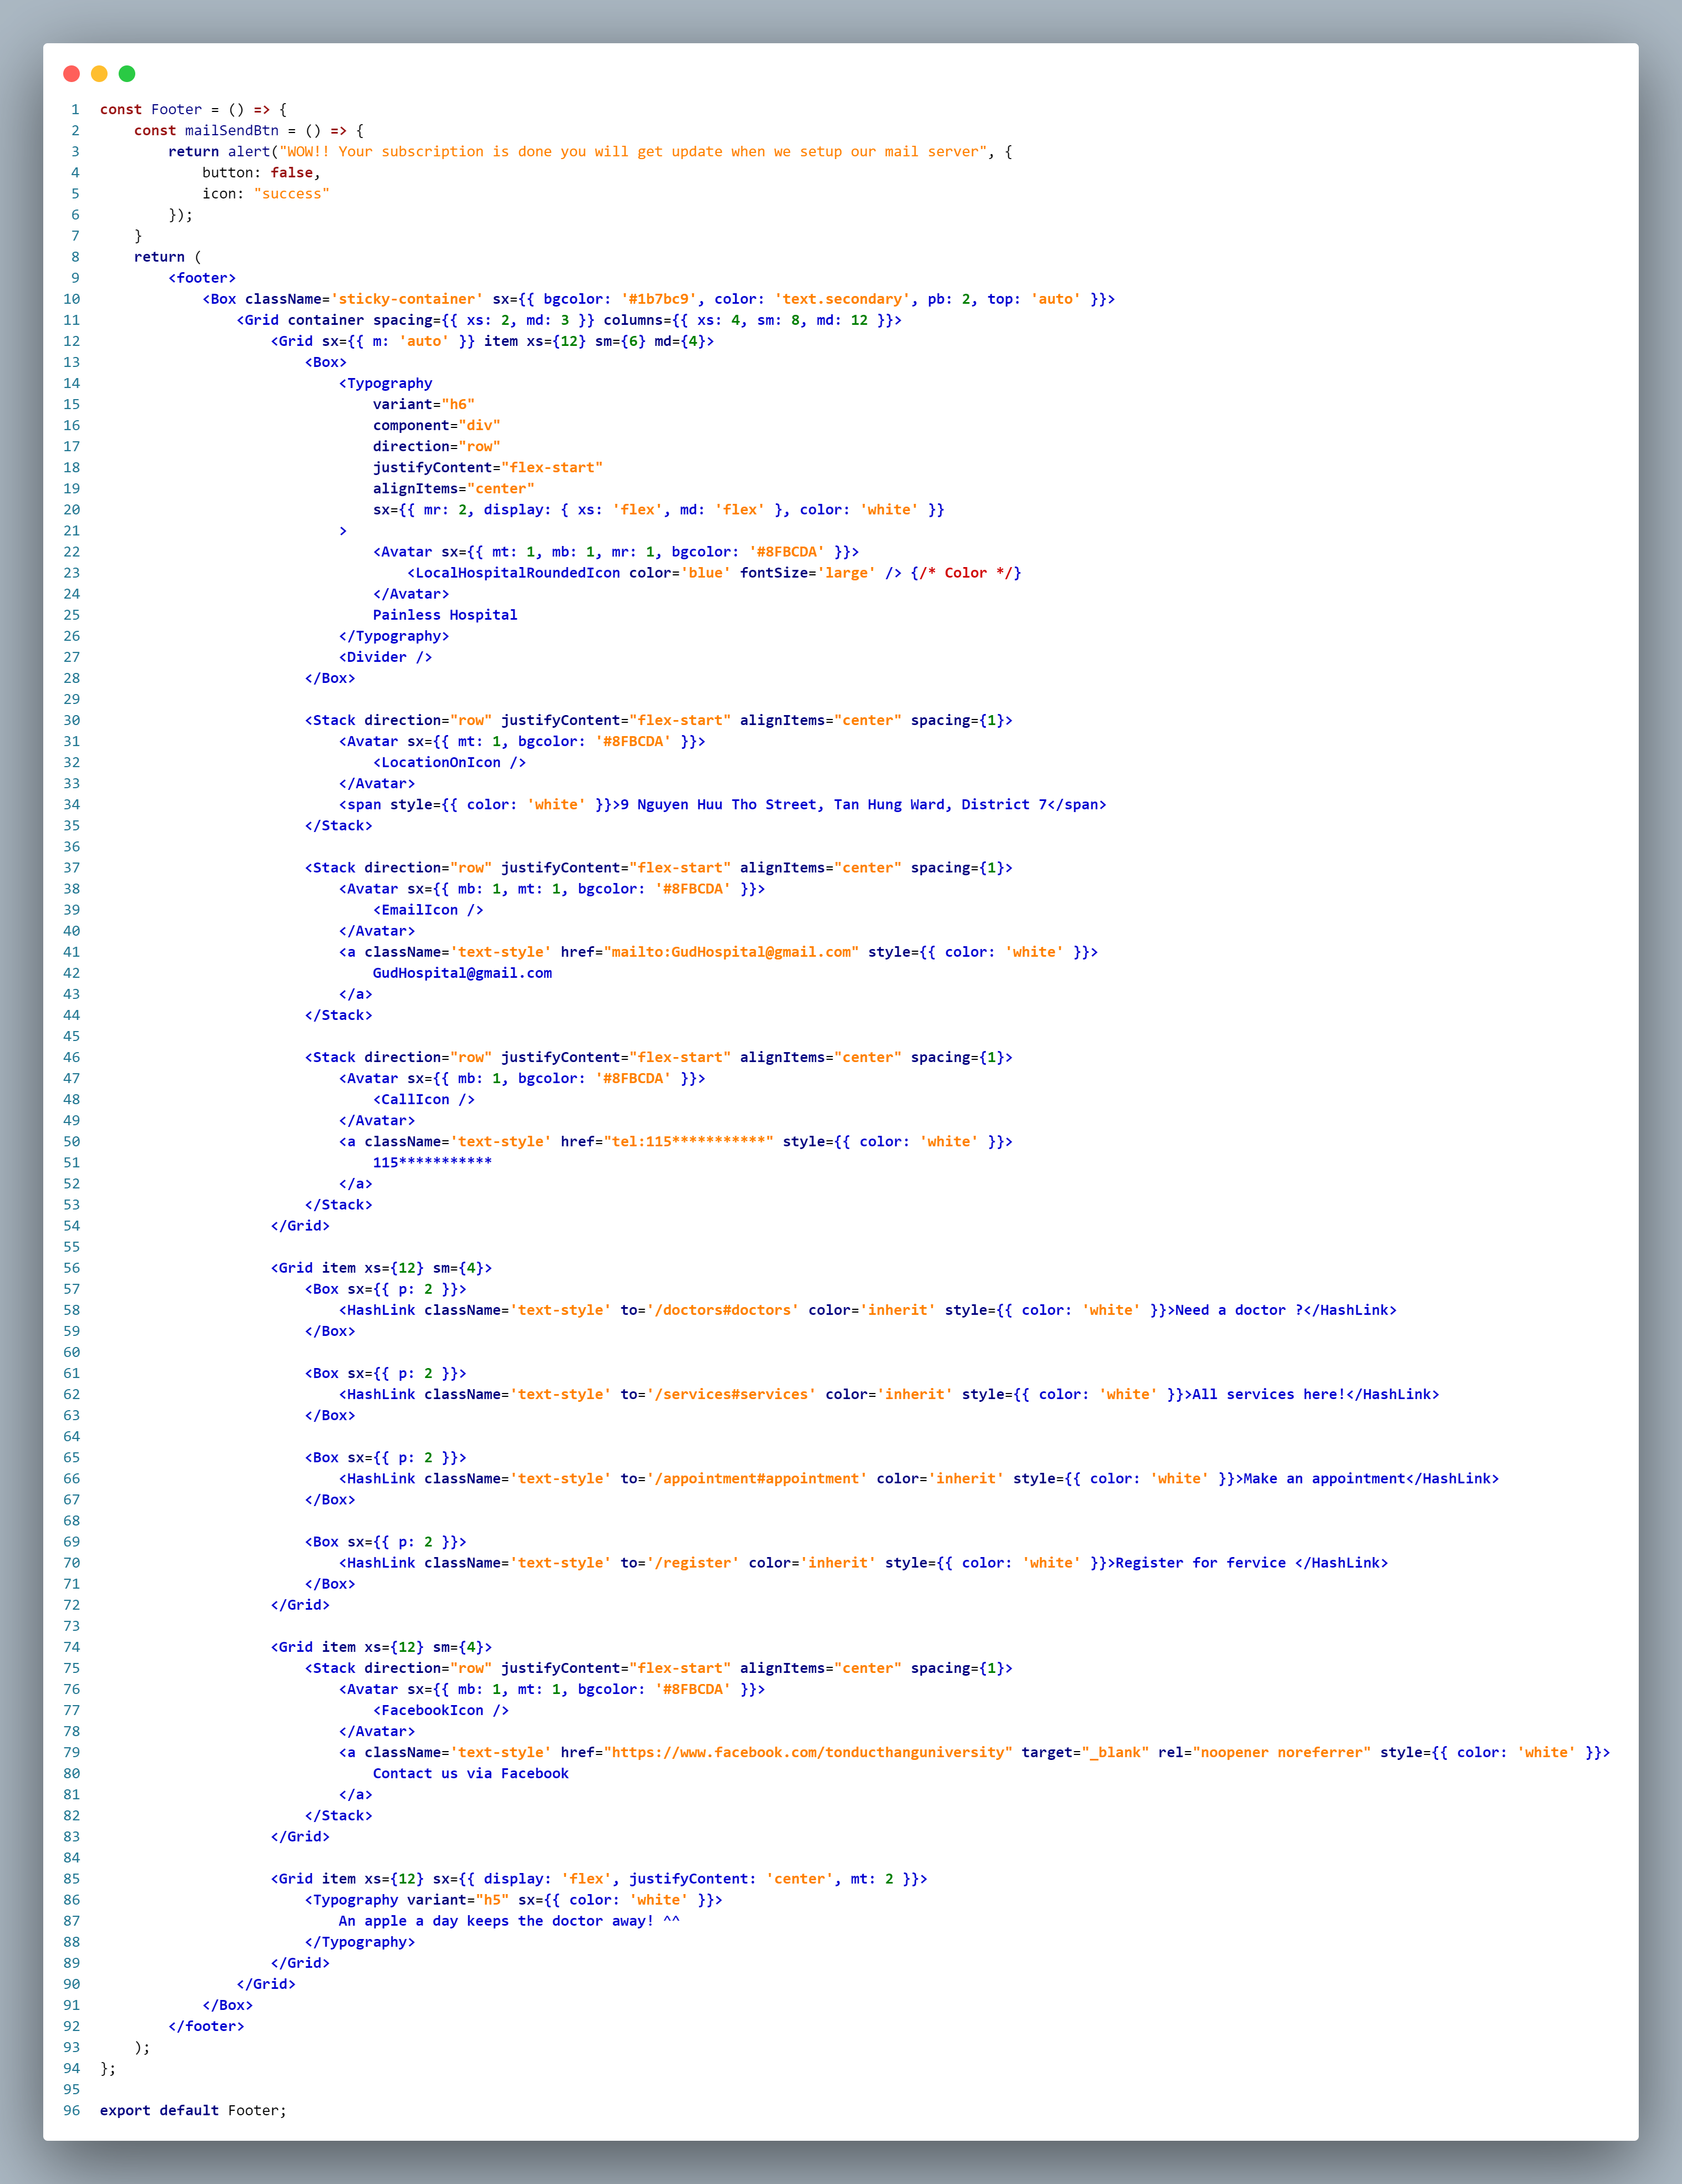 1 const Footer = () => {
2 const mailSendBtn = () => {
3 return alert("WOW!! Your subscription is done you will get update when we setup our mail server", {
4 button: false,
5 icon: "success"
6 });
7 }
8 return (
9 <footer>
10 <Box className='sticky-container' sx={{ bgcolor: '#1b7bc9', color: 'text.secondary', pb: 2, top: 'auto' }}>
11 <Grid container spacing={{ xs: 2, md: 3 }} columns={{ xs: 4, sm: 8, md: 12 }}>
12 <Grid sx={{ m: 'auto' }} item xs={12} sm={6} md={4}>
13 <Box>
14 <Typography
15 variant="h6"
16 component="div"
17 direction="row"
18 justifyContent="flex-start"
19 alignItems="center"
20 sx={{ mr: 2, display: { xs: 'flex', md: 'flex' }, color: 'white' }}
21 >
22 <Avatar sx={{ mt: 1, mb: 1, mr: 1, bgcolor: '#8FBCDA' }}>
23 <LocalHospitalRoundedIcon color='blue' fontSize='large' /> {/* Color */}
24 </Avatar>
25 Painless Hospital
26 </Typography>
27 <Divider />
28 </Box>
29
30 <Stack direction="row" justifyContent="flex-start" alignItems="center" spacing={1}>
31 <Avatar sx={{ mt: 1, bgcolor: '#8FBCDA' }}>
32 <LocationOnIcon />
33 </Avatar>
34 <span style={{ color: 'white' }}>9 Nguyen Huu Tho Street, Tan Hung Ward, District 7</span>
35 </Stack>
36
37 <Stack direction="row" justifyContent="flex-start" alignItems="center" spacing={1}>
38 <Avatar sx={{ mb: 1, mt: 1, bgcolor: '#8FBCDA' }}>
39 <EmailIcon />
40 </Avatar>
41 <a className='text-style' href="mailto:GudHospital@gmail.com" style={{ color: 'white' }}>
42 GudHospital@gmail.com
43 </a>
44 </Stack>
45
46 <Stack direction="row" justifyContent="flex-start" alignItems="center" spacing={1}>
47 <Avatar sx={{ mb: 1, bgcolor: '#8FBCDA' }}>
48 <CallIcon />
49 </Avatar>
50 <a className='text-style' href="tel:115***********" style={{ color: 'white' }}>
51 115***********
52 </a>
53 </Stack>
54 </Grid>
55
56 <Grid item xs={12} sm={4}>
57 <Box sx={{ p: 2 }}>
58 <HashLink className='text-style' to='/doctors#doctors' color='inherit' style={{ color: 'white' }}>Need a doctor ?</HashLink>
59 </Box>
60
61 <Box sx={{ p: 2 }}>
62 <HashLink className='text-style' to='/services#services' color='inherit' style={{ color: 'white' }}>All services here!</HashLink>
63 </Box>
64
65 <Box sx={{ p: 2 }}>
66 <HashLink className='text-style' to='/appointment#appointment' color='inherit' style={{ color: 'white' }}>Make an appointment</HashLink>
67 </Box>
68
69 <Box sx={{ p: 2 }}>
70 <HashLink className='text-style' to='/register' color='inherit' style={{ color: 'white' }}>Register for fervice </HashLink>
71 </Box>
72 </Grid>
73
74 <Grid item xs={12} sm={4}>
75 <Stack direction="row" justifyContent="flex-start" alignItems="center" spacing={1}>
76 <Avatar sx={{ mb: 1, mt: 1, bgcolor: '#8FBCDA' }}>
77 <FacebookIcon />
78 </Avatar>
79 <a className='text-style' href="https://www.facebook.com/tonducthanguniversity" target="_blank" rel="noopener noreferrer" style={{ color: 'white' }}>
80 Contact us via Facebook
81 </a>
82 </Stack>
83 </Grid>
84
85 <Grid item xs={12} sx={{ display: 'flex', justifyContent: 'center', mt: 2 }}>
86 <Typography variant="h5" sx={{ color: 'white' }}>
87 An apple a day keeps the doctor away! ^^
88 </Typography>
89 </Grid>
90 </Grid>
91 </Box>
92 </footer>
93 );
94 };
95
96 export default Footer;